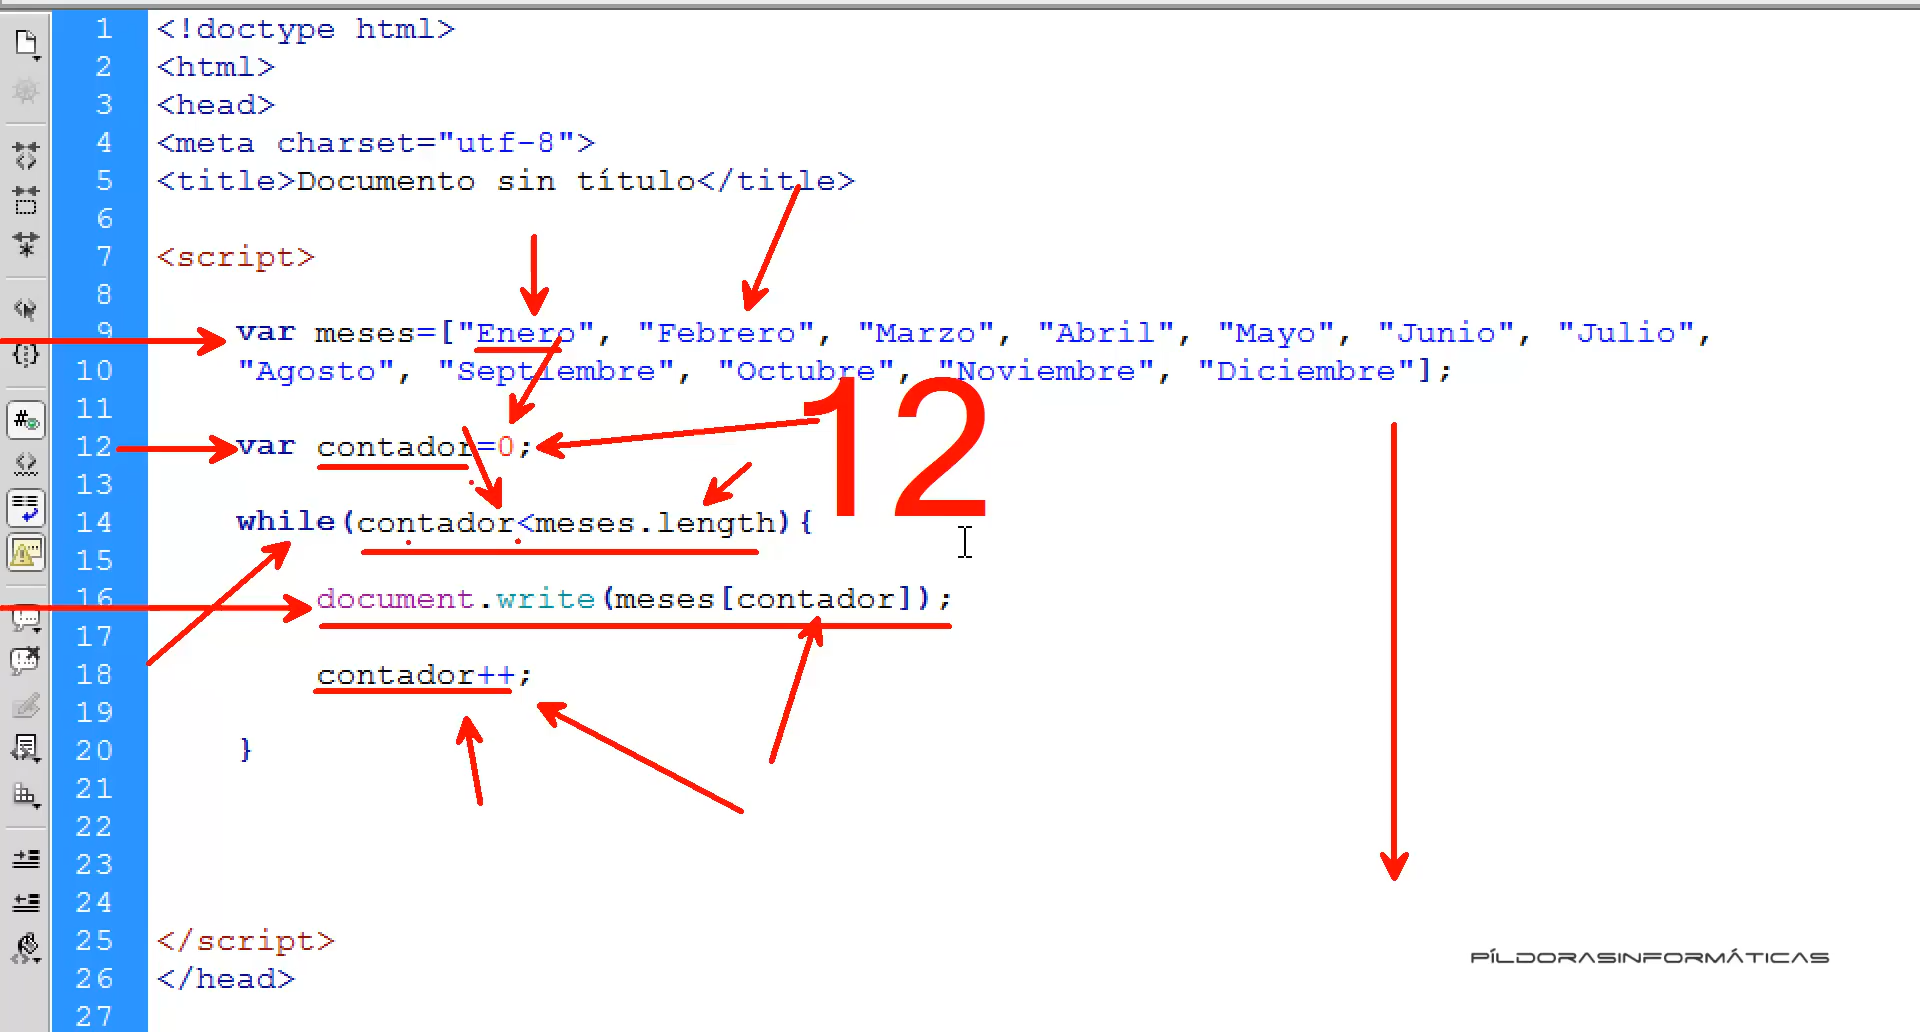 1 <!doctype html>
2 <html>
3 <head>
4 <meta charset="utf-8">
5 <title>Documento sin título</title>
6
7 <script>
8
9 var meses=["Enero", "Febrero", "Marzo", "Abril", "Mayo", "Junio", "Julio",
10 "Agosto", "Septiembre", "Octubre", "Noviembre", "Diciembre"];
11
12 var contador=0;
12
13
14 while(contador<meses.length){
15
16 document.write(meses[contador]);
17
18 contador++;
19
20 }
21
22
23
24
25 </script>
PÍLDORASINFORMÁTICAS
26 </head>
27